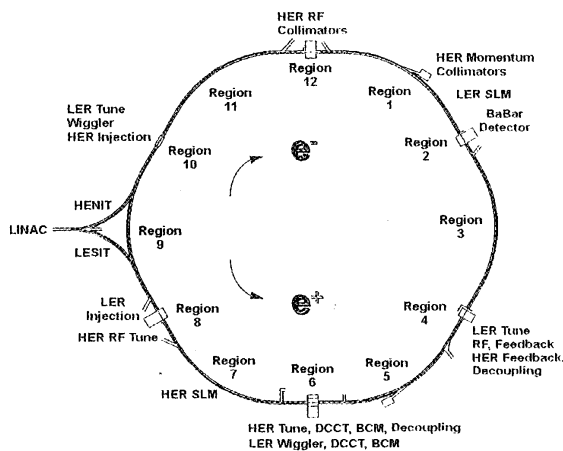 HER RF
Collimators
Region
12
HER Momentum
Collimators
Region
11
Region
1
LER SLM
LER Tune
Wiggler
HER Injection
BaBar
Detector
Region
10
e-
Region
2
HENIT
LINAC
Region
9
Region
3
LESIT
e+
LER
Injection
Region
8
Region
4
HER RF Tune
LER Tune
RF, Feedback
HER Feedback,
Decoupling
Region
7
Region
6
Region
5
HER SLM
HER Tune, DCCT, BCM, Decoupling
LER Wiggler, DCCT, BCM